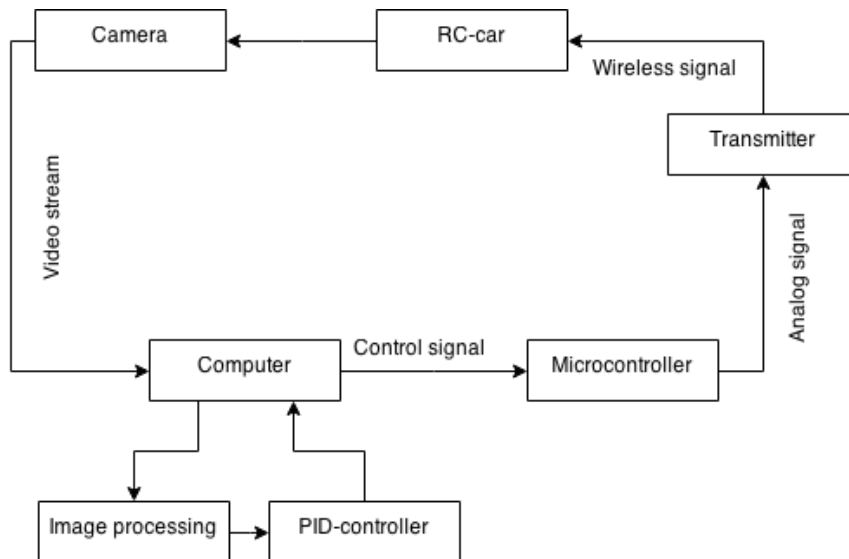 Camera
RC-car
Wireless signal
Transmitter
Video stream
Analog signal
Computer
Control signal
Microcontroller
Image processing
PID-controller